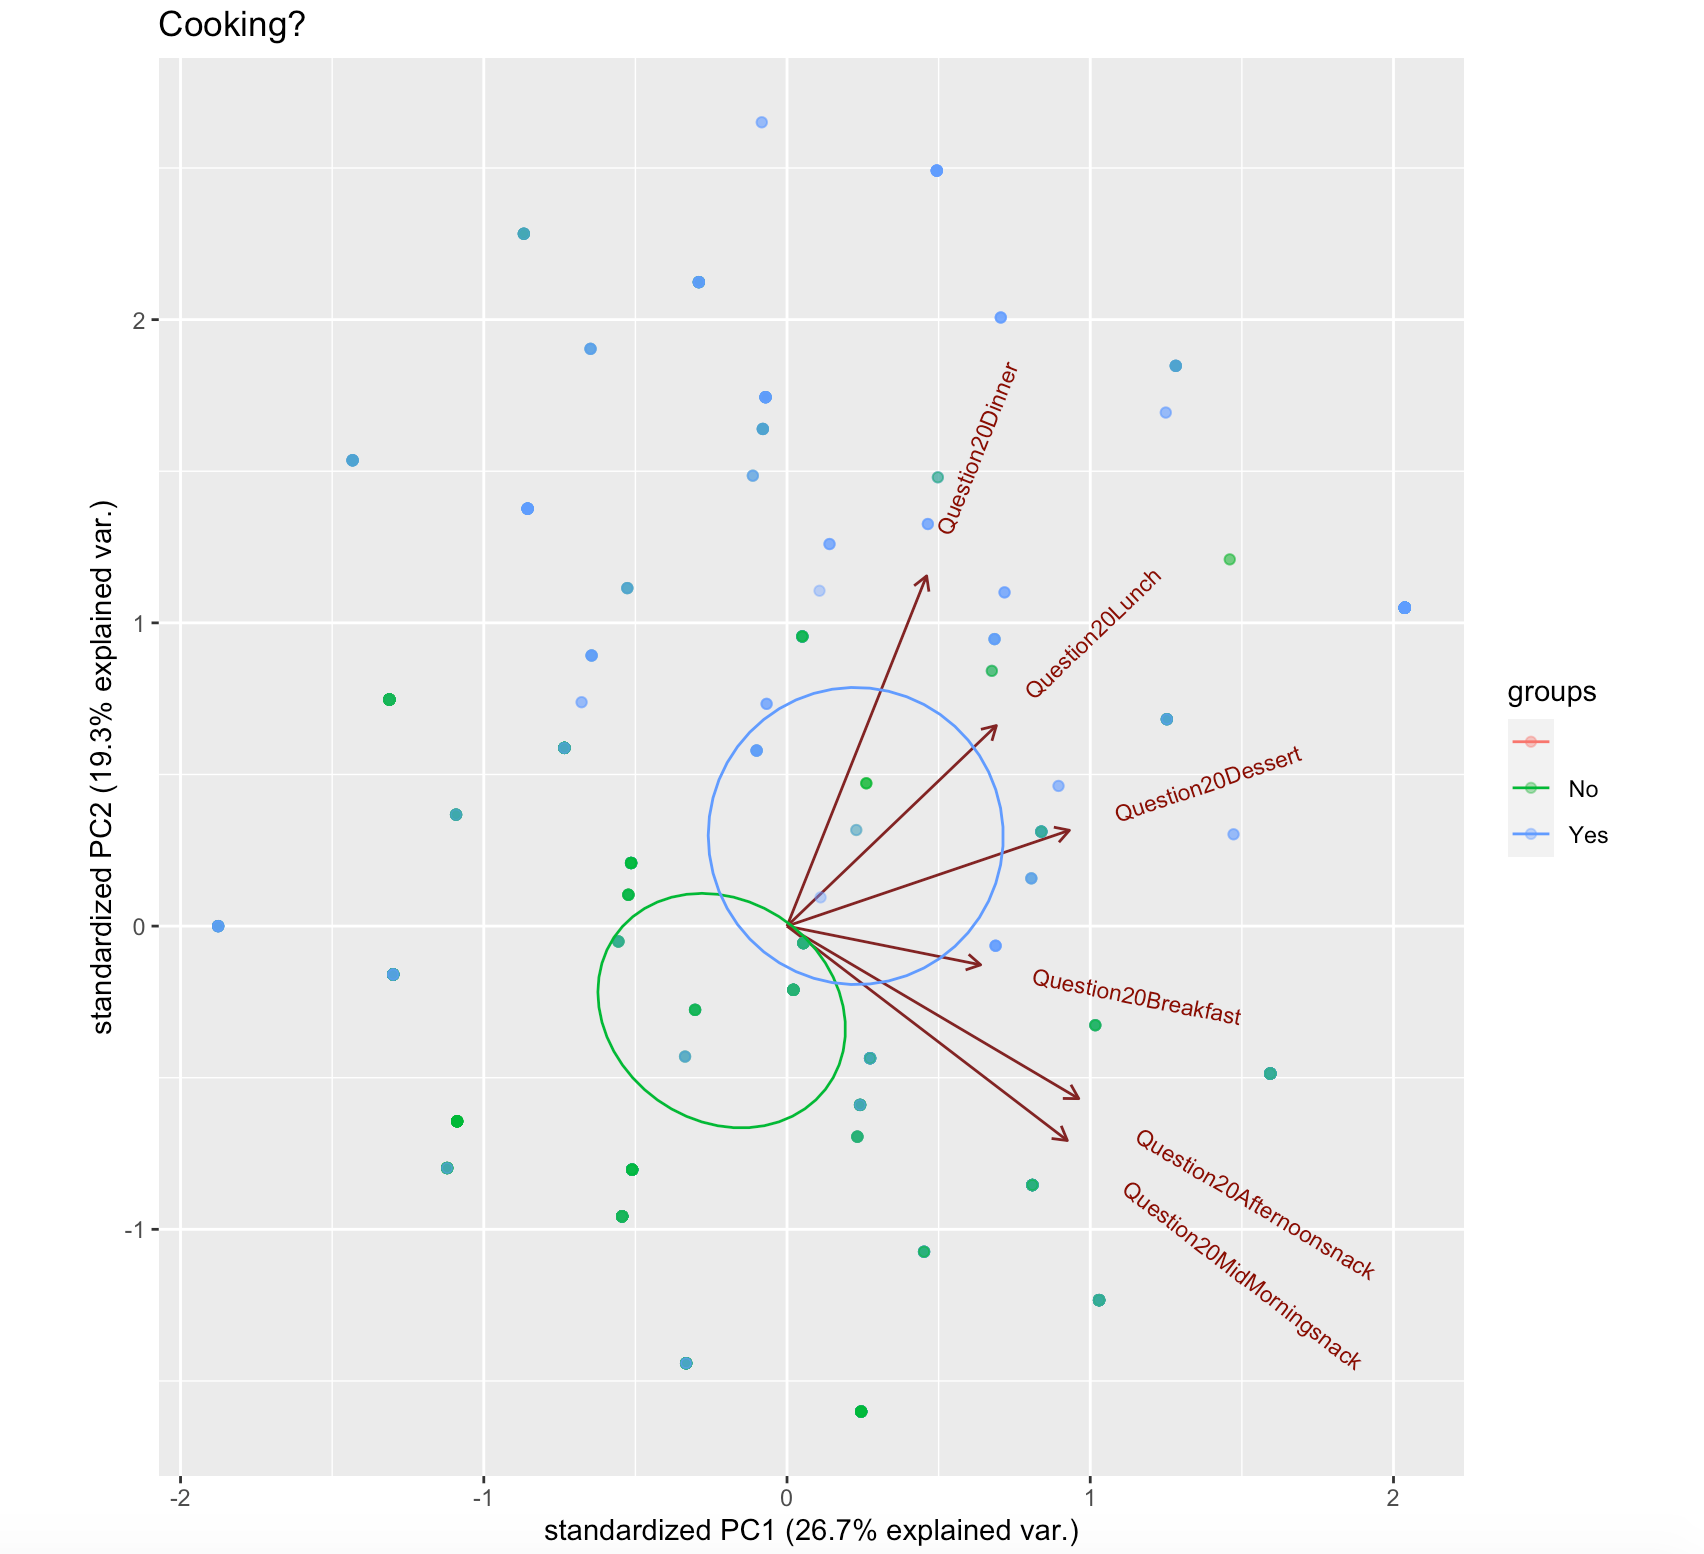 Cooking?
standardized PC2 (19.3% explained var.)
2
1
0
-1
Question20Dinner
Question20Lunch
Question20Dessert
Question20Breakfast
Question20Afternoonsnack
Question20MidMorningsnack
groups
No
Yes
-2
-1
0
1
2
standardized PC1 (26.7% explained var.)